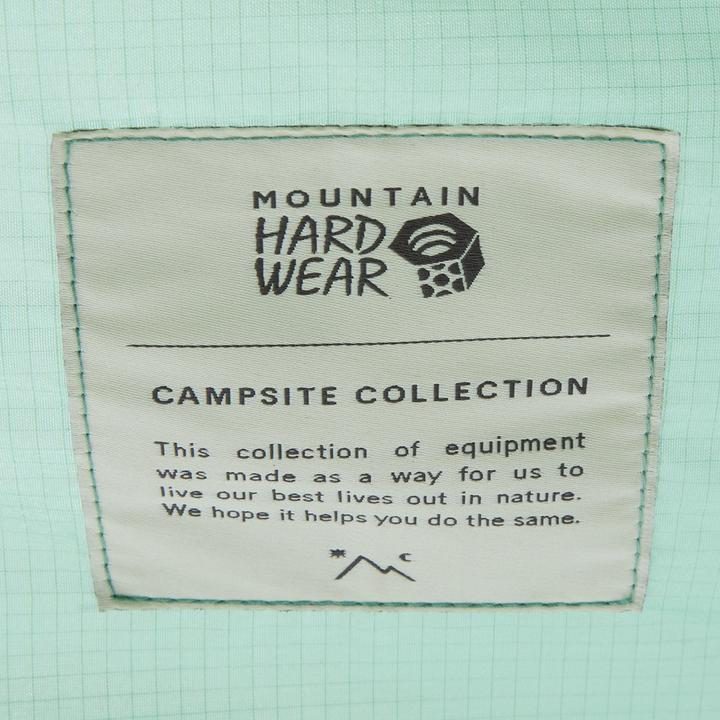 MOUNTAIN
HARD
WEAR
CAMPSITE COLLECTION
This collection of equipment
was made as a way for us to
live our best lives out in nature.
We hope it helps you do the same.